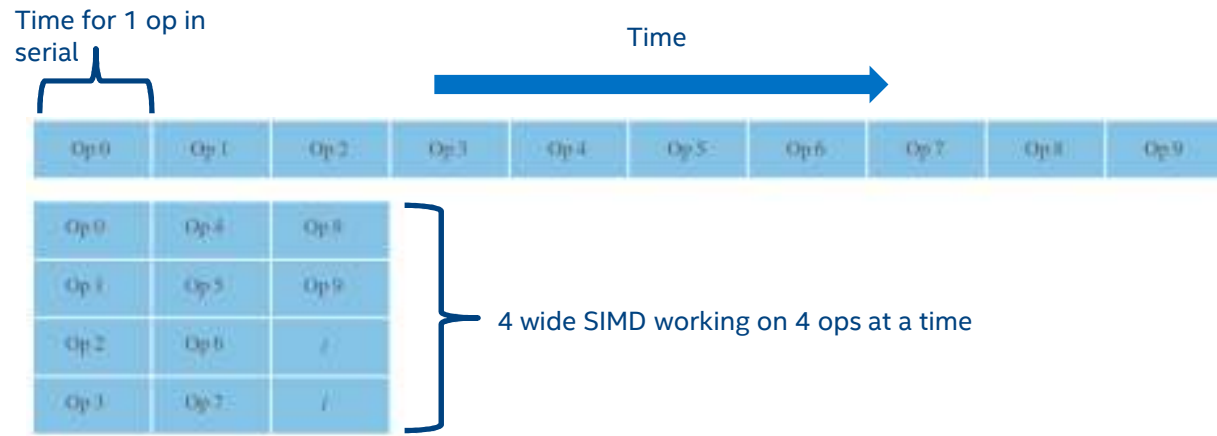 Time for 1 op in
serial
Time
Op 0 Op 1 Op 2 Op 3 Op 4 Op 5 Op 6 Op 7 Op 8 Op 9
Op 0 Op 4 Op 8
Op 1 Op 5 Op 9
4 wide SIMD working on 4 ops at a time
Op 2 Op 6 /
Op 3 Op 7 /